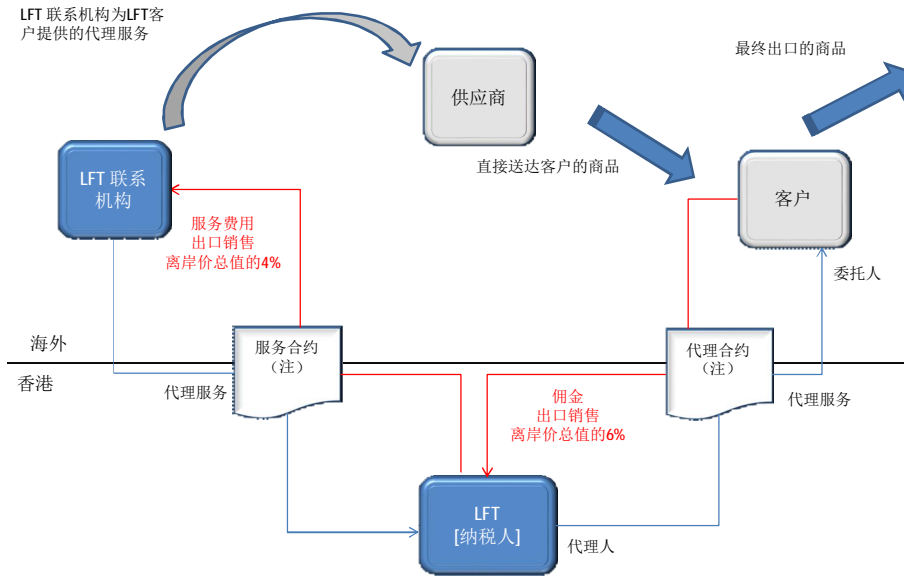 LFT 联系机构为LFT客
户提供的代理服务
最终出口的商品
供应商
直接送达客户的商品
LFT 联系
机构
客户
服务费用
出口销售
离岸价总值的4%
委托人
海外
服务合约
（注）
代理合约
（注）
香港
代理服务
佣金
出口销售
离岸价总值的6%
代理服务
LFT
[纳税人]
代理人